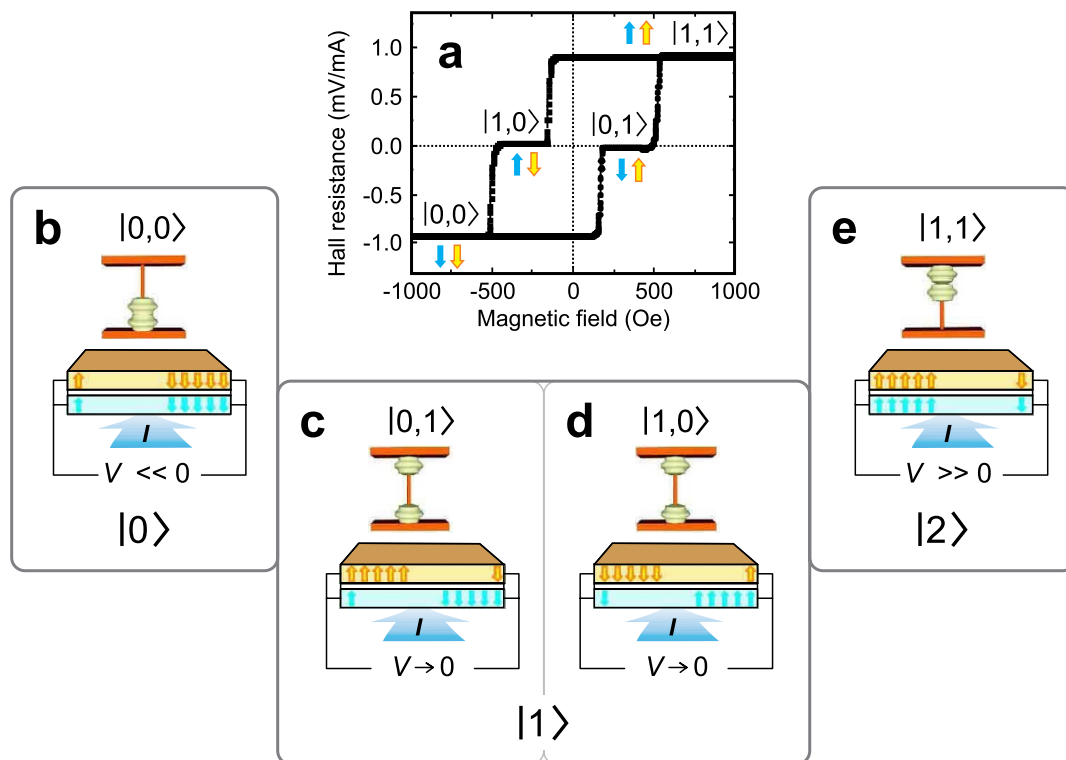 a
Hall resistance (mV/mA)
1.0
0.5
0.0
-0.5
-1.0
|1,1⟩
|1,0⟩
|0,1⟩
|0,0⟩
-1000 -500 0 500 1000
Magnetic field (Oe)
b
|0,0⟩
I
V << 0
|0⟩
c
|0,1⟩
I
V→0
d
|1,0⟩
I
V→0
|1⟩
e
|1,1⟩
I
V >> 0
|2⟩